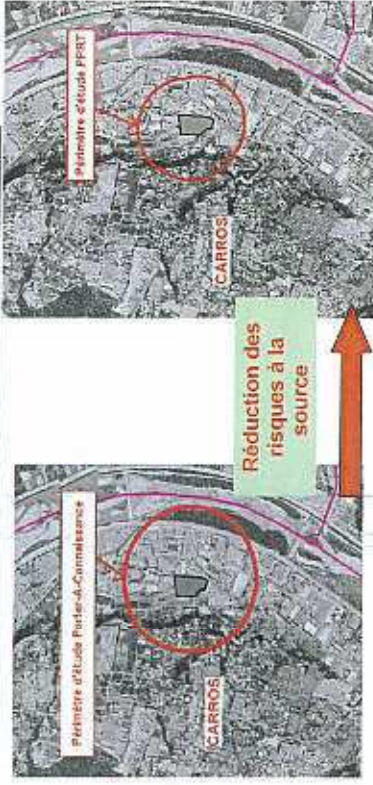 Périmètre d'étude Porter-A-Connaissance
CARROS
Réduction des
risques à la
source
Périmètre d'étude PPRT
CARROS